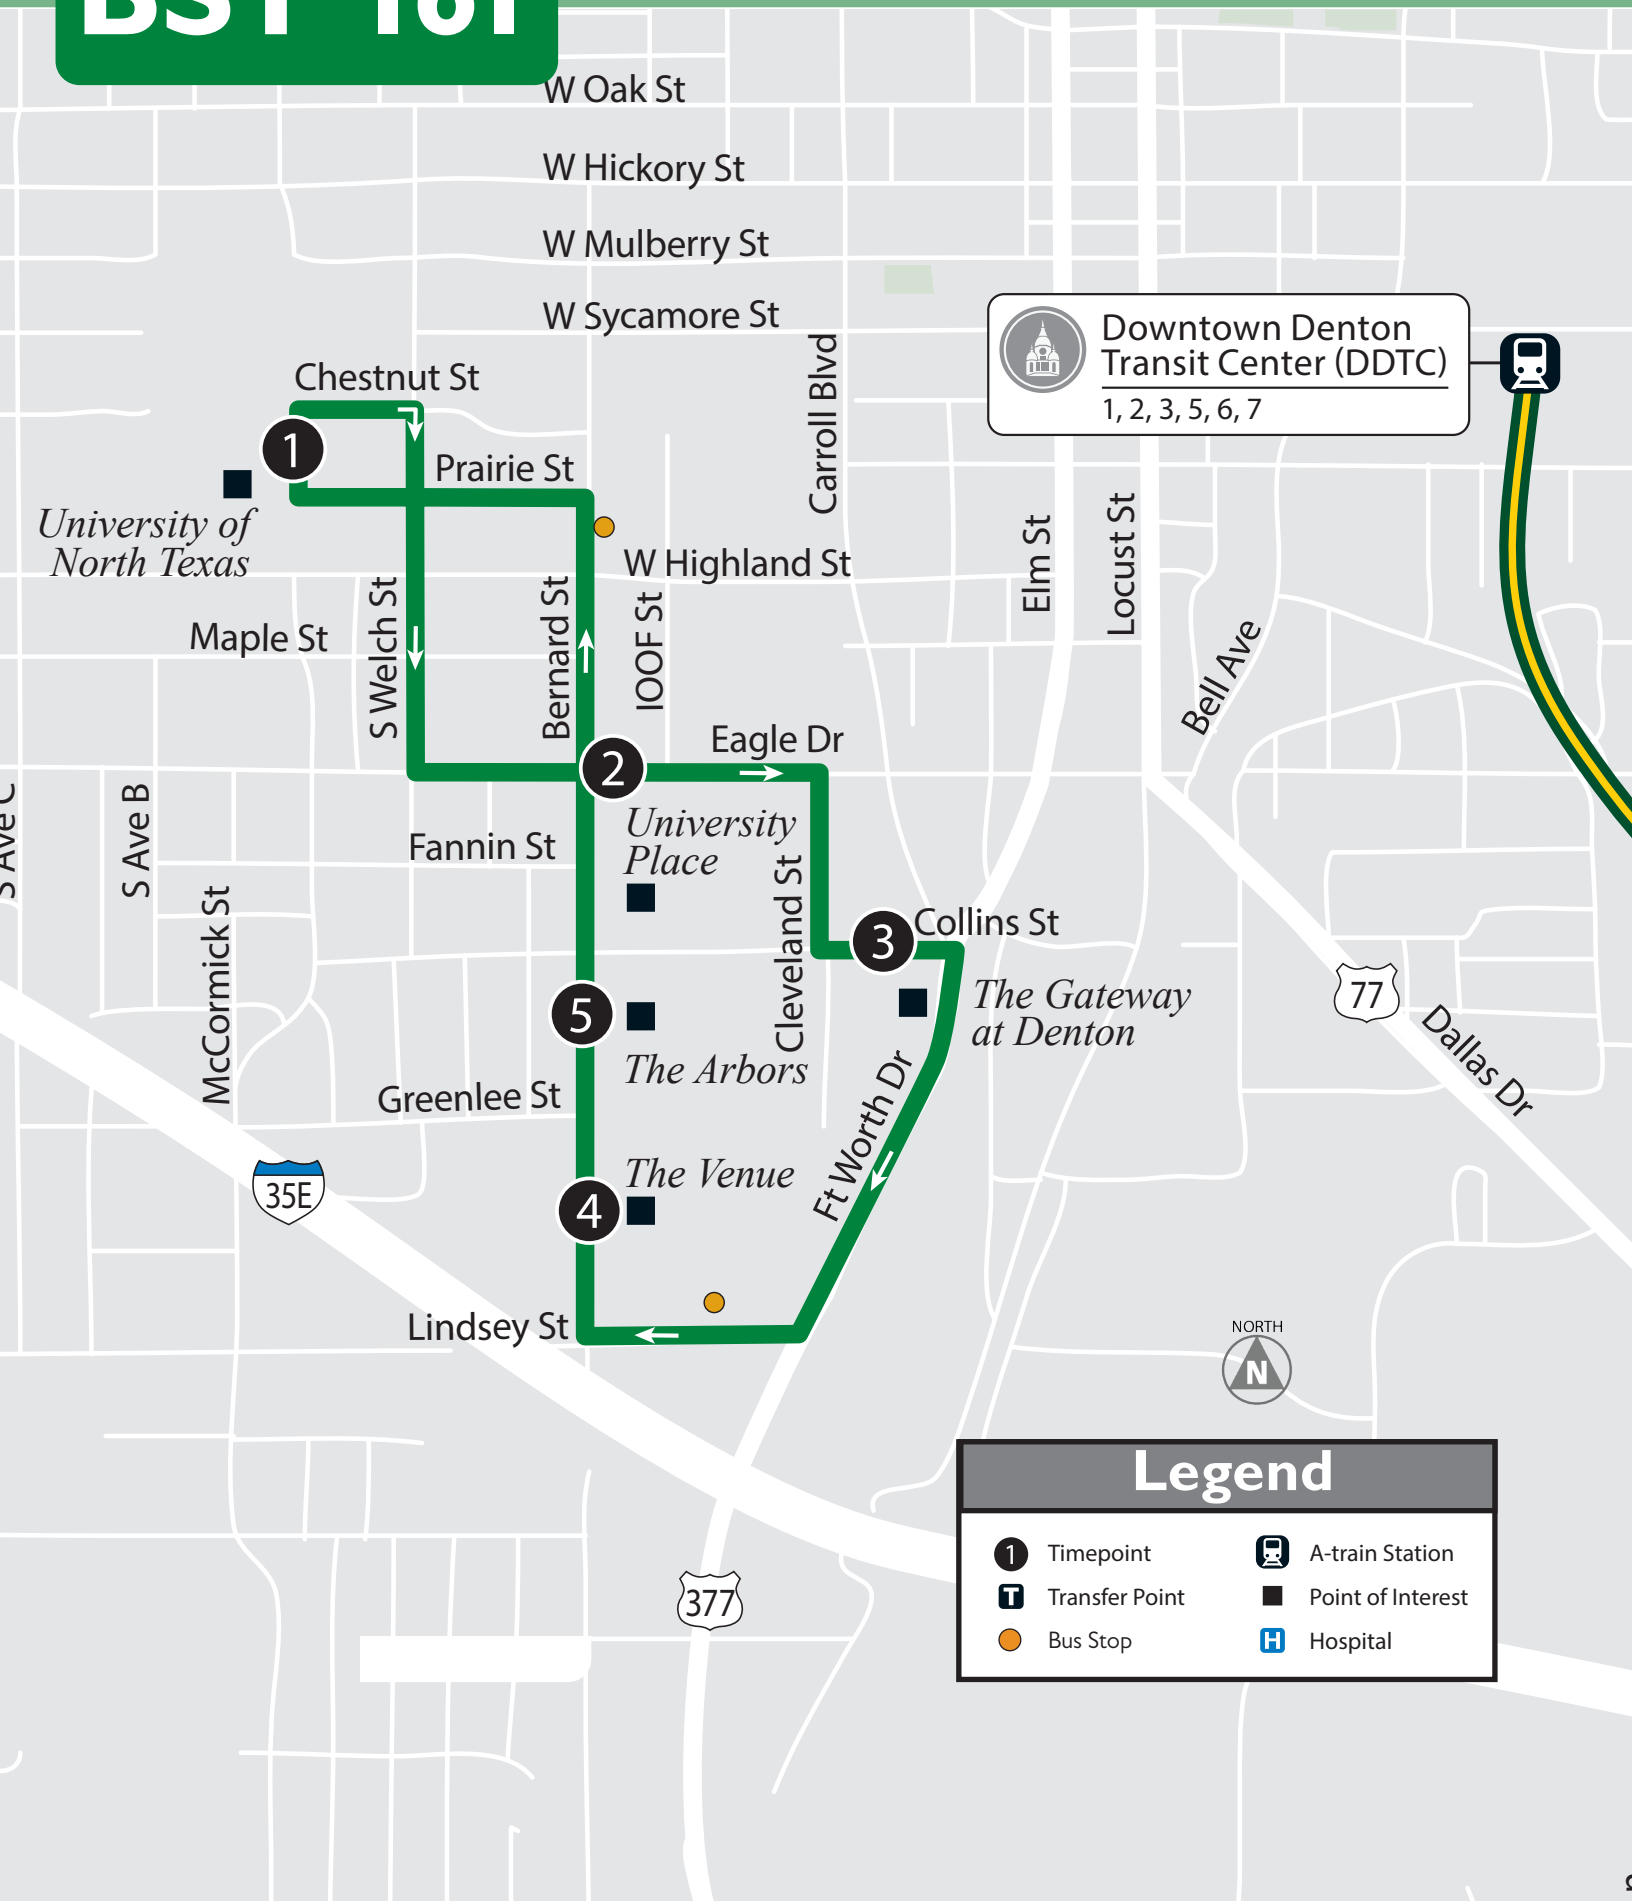 W Oak St
W Hickory St
W Mulberry St
W Sycamore St
Carroll Blvd
Downtown Denton
Transit Center (DDTC)
1, 2, 3, 5, 6, 7
Chestnut St
1
Prairie St
University of
North Texas
W Highland St
Elm St
Locust St
Maple St
S Welch St
Bernard St
IOOF St
Bell Ave
2
Eagle Dr
S Ave C
S Ave B
Fannin St
University
Place
Cleveland St
McCormick St
3
Collins St
The Gateway
at Denton
77
Dallas Dr
5
The Arbors
Greenlee St
Ft Worth Dr
The Venue
35E
4
Lindsey St
NORTH
N
377
Legend
1 Timepoint
T Transfer Point
Bus Stop
A-train Station
Point of Interest
H Hospital